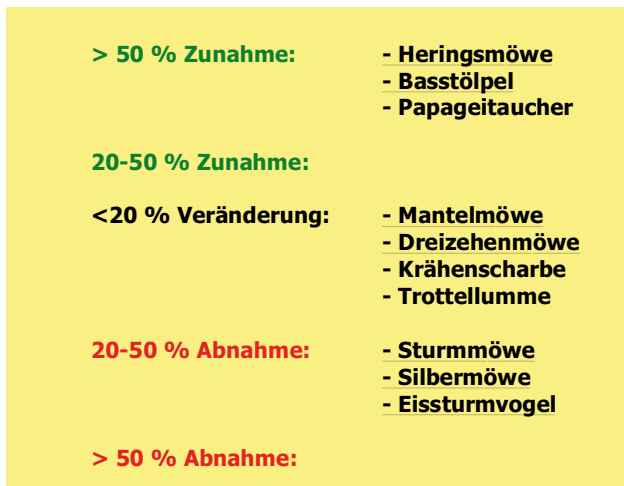 > 50 % Zunahme: - Heringsmöwe
- Basstölpel
- Papageitaucher
20-50 % Zunahme:
<20 % Veränderung: - Mantelmöwe
- Dreizehenmöwe
- Krähenscharbe
- Trottellumme
20-50 % Abnahme: - Sturmmöwe
- Silbermöwe
- Eissturmvogel
> 50 % Abnahme: